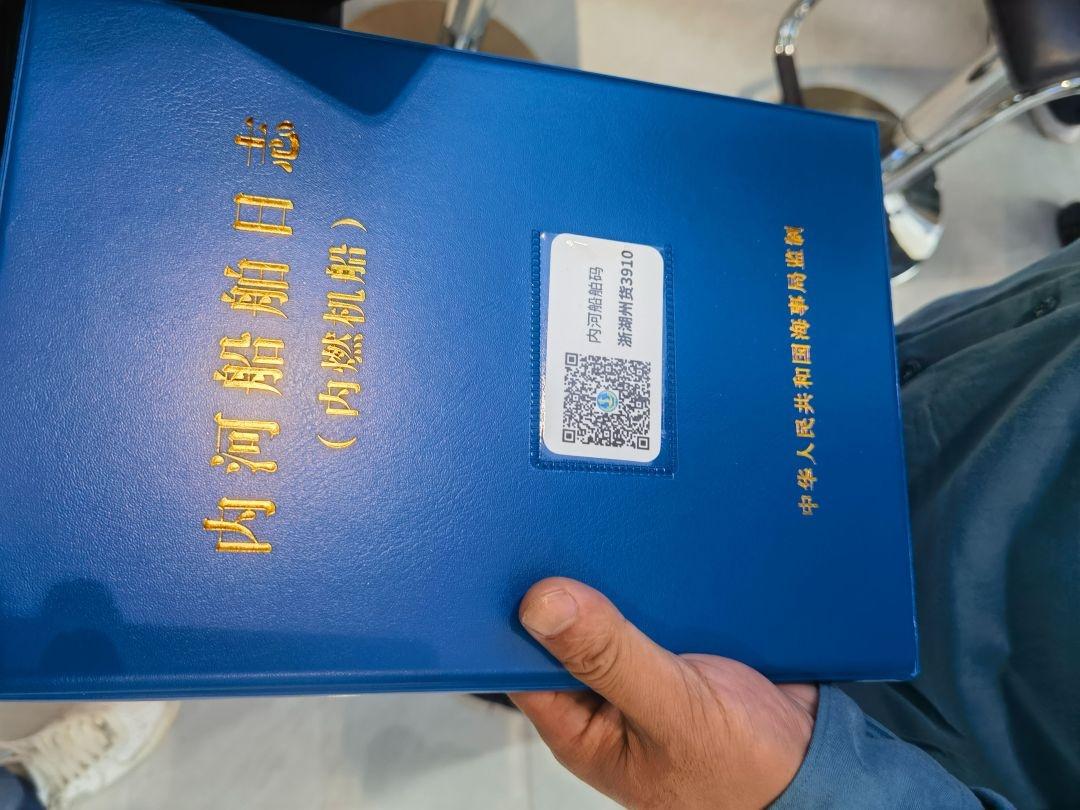 内河船舶日志
（内燃机船）
内河船舶码
浙湖州货3910
中华人民共和国海事局监制